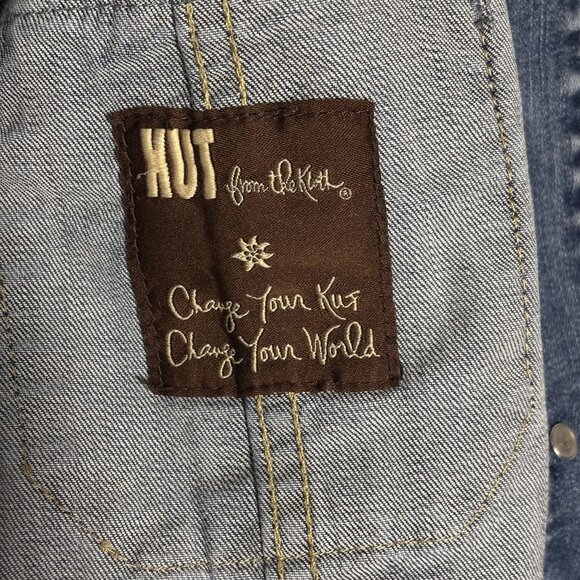 KUT from the Kloth®
Change Your Kut
Change Your World